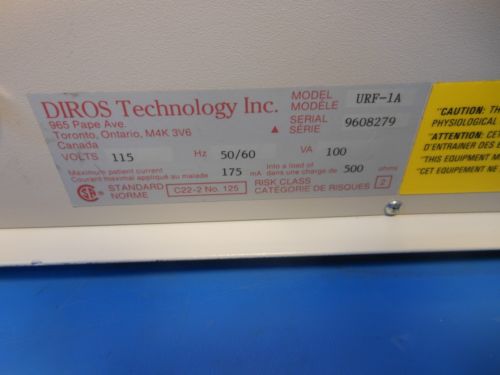 DIROS Technology Inc.
965 Pape Ave.
Toronto, Ontario, M4K 3V6
Canada
MODEL
MODÈLE URF-1A
SERIAL
SÉRIE 9608279
VOLTS 115 Hz 50/60 VA 100
Maximum patient current
Courant maximal appliqué au malade 175 mA
Into a load of
dans une charge de 500 ohms
STANDARD
NORME C22-2 No. 125
RISK CLASS
CATÉGORIE DE RISQUES 2
"CAUTION: TH
PHYSIOLOGICAL
"ATTENTION: CE
D'ENTRAINER DES E
"THIS EQUIPMENT M
"CET EQUIPEMENT NE